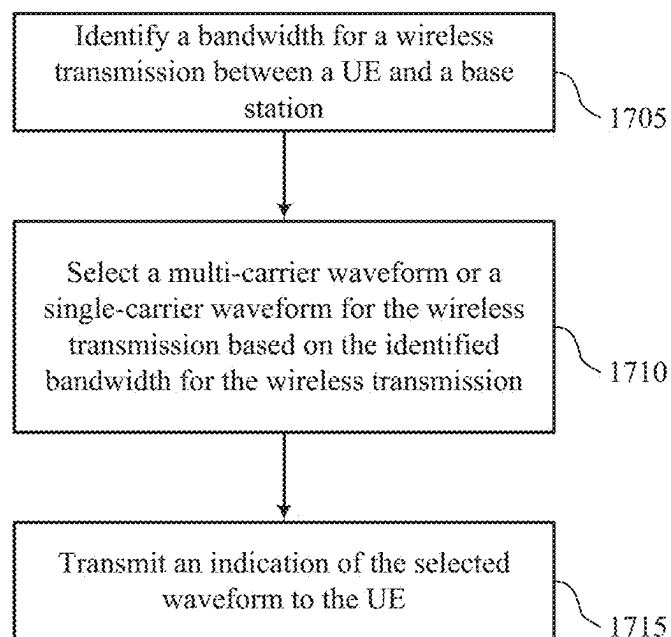 Identify a bandwidth for a wireless
transmission between a UE and a base
station
1705
Select a multi-carrier waveform or a
single-carrier waveform for the wireless
transmission based on the identified
bandwidth for the wireless transmission
1710
Transmit an indication of the selected
waveform to the UE
1715